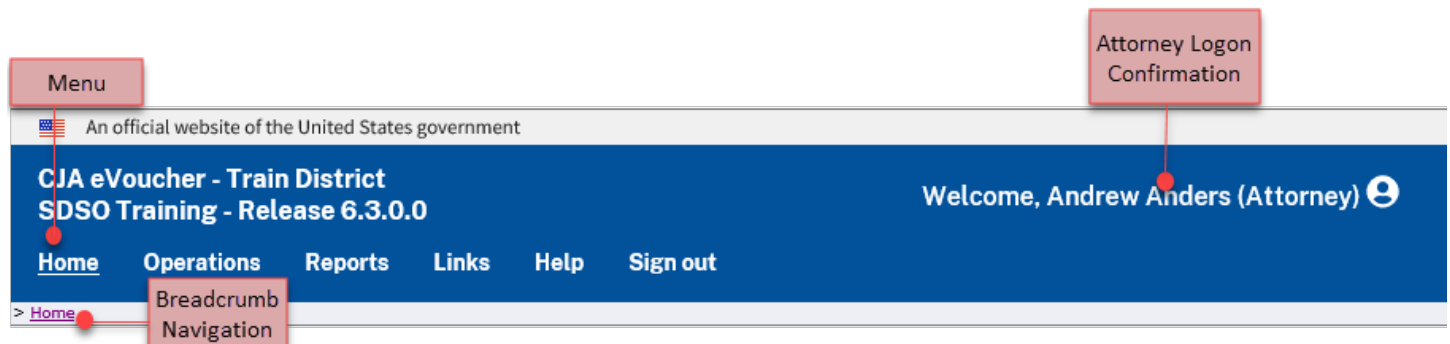 Attorney Logon
Confirmation
Menu
An official website of the United States government
CJA eVoucher - Train District
SDSO Training - Release 6.3.0.0
Welcome, Andrew Anders (Attorney)
Home Operations Reports Links Help Sign out
Breadcrumb
Navigation
> Home